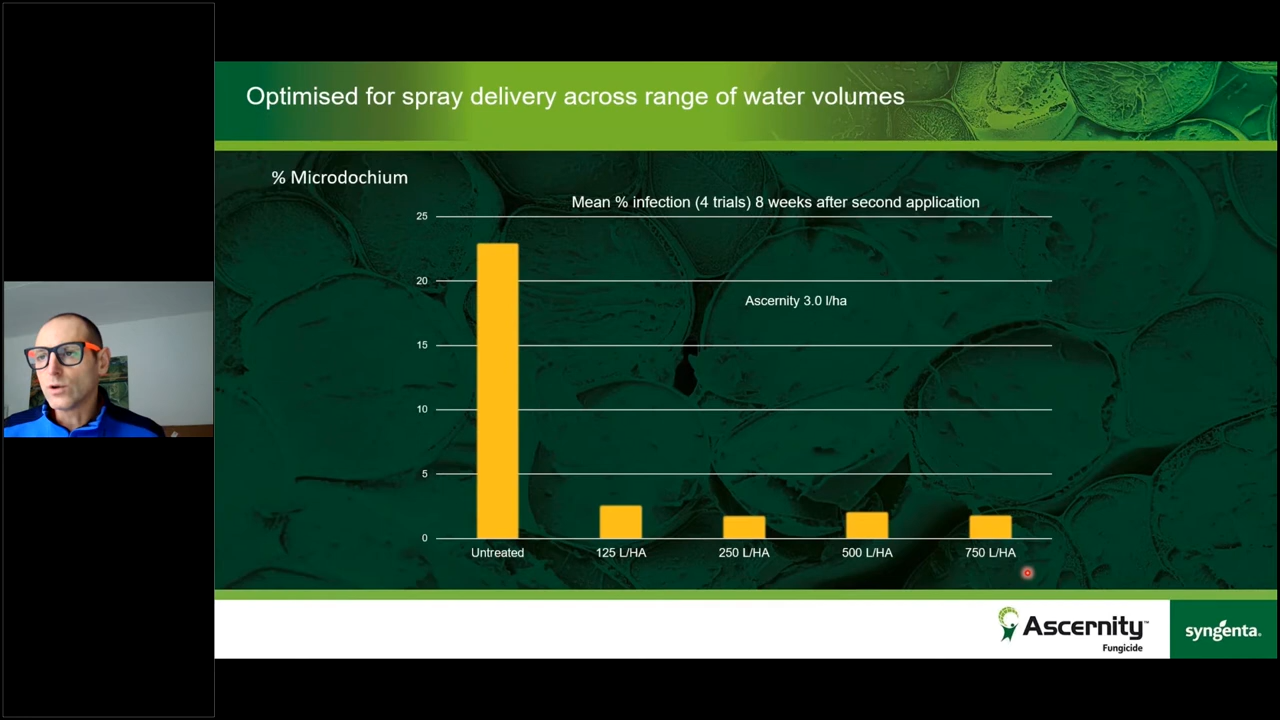 Optimised for spray delivery across range of water volumes
% Microdochium
Mean % infection (4 trials) 8 weeks after second application
25
20
Ascernity 3.0 l/ha
15
10
5
0
Untreated
125 L/HA
250 L/HA
500 L/HA
750 L/HA
Ascernity™
Fungicide
syngenta.